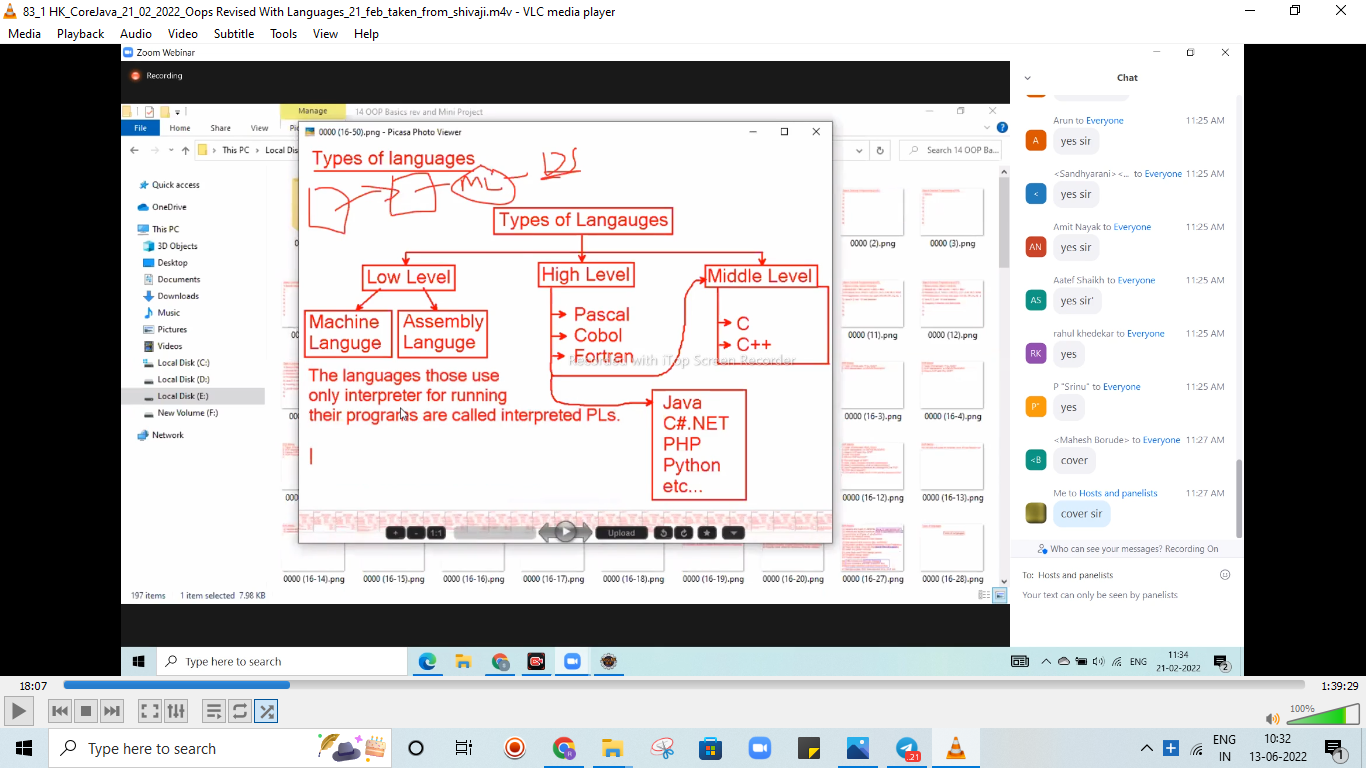 83_1 HK_CoreJava_21_02_2022_Oops Revised With Languages_21_feb_taken_from_shivaji.m4v - VLC media player
Media Playback Audio Video Subtitle Tools View Help
Zoom Webinar
Recording
Chat
Manage
14 OOP Basics rev and Mini Project
File Home Share View
This PC
Search 14 OOP Ba...
Quick access
OneDrive
This PC
3D Objects
Desktop
Documents
Downloads
Music
Pictures
Videos
Local Disk (C:)
Local Disk (D:)
Local Disk (E:)
New Volume (F:)
Network
197 items 1 item selected 7.98 KB
0000 (16-50).png - Picasa Photo Viewer
Types of languages
ML
Types of Langauges
Low Level
High Level
Middle Level
Machine
Languge
Assembly
Languge
Pascal
Cobol
Fortran
C
C++
Recorded with iTop Screen Recorder
The languages those use
only interpreter for running
their programs are called interpreted PLs.
Java
C#.NET
PHP
Python
etc...
1:1
Upload
0000 (2).png
0000 (3).png
0000 (11).png
0000 (12).png
0000 (16-3).png
0000 (16-4).png
0000 (16-12).png
0000 (16-13).png
0000 (16-14).png
0000 (16-15).png
0000 (16-16).png
0000 (16-17).png
0000 (16-18).png
0000 (16-19).png
0000 (16-20).png
0000 (16-27).png
0000 (16-28).png
Arun to Everyone 11:25 AM
A
yes sir
<Sandhyarani> <... to Everyone 11:25 AM
<
yes sir
Amit Nayak to Everyone 11:25 AM
AN
yes sir
Aatef Shaikh to Everyone 11:25 AM
AS
yes sir'
rahul khedekar to Everyone 11:25 AM
RK
yes
P "Srinu" to Everyone 11:25 AM
P"
yes
<Mahesh Borude> to Everyone 11:27 AM
<B
cover
Me to Hosts and panelists 11:27 AM
cover sir
Who can see your messages? Recording On
To: Hosts and panelists
Your text can only be seen by panelists
Type here to search
ENG
11:34
21-02-2022
2
18:07
1:39:29
100%
Type here to search
21
ENG
IN
10:32
13-06-2022
1